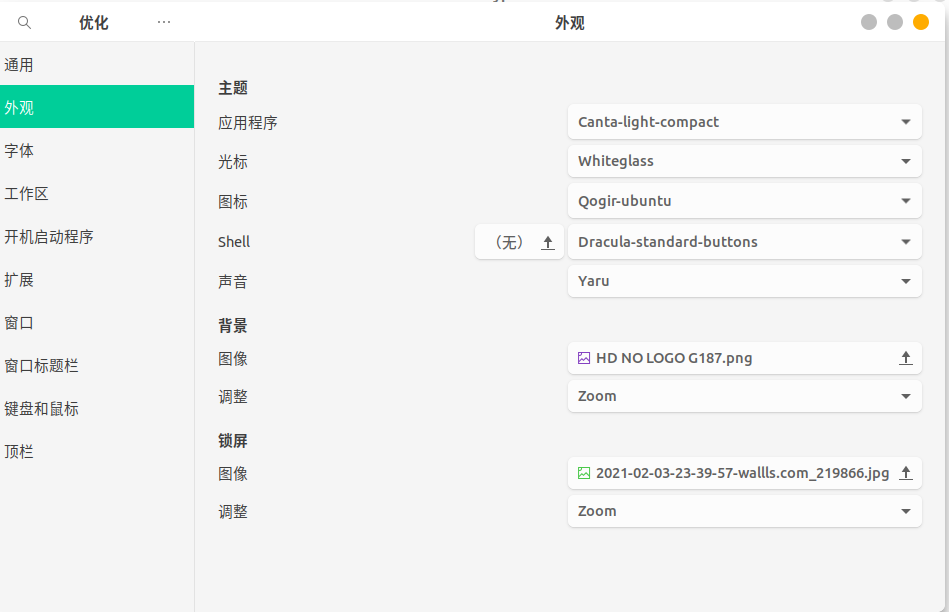 优化 ... 外观
通用
外观
字体
工作区
开机启动程序
扩展
窗口
窗口标题栏
键盘和鼠标
顶栏
主题
应用程序 Canta-light-compact
光标 Whiteglass
图标 Qogir-ubuntu
Shell （无） Dracula-standard-buttons
声音 Yaru
背景
图像 HD NO LOGO G187.png
调整 Zoom
锁屏
图像 2021-02-03-23-39-57-wallls.com_219866.jpg
调整 Zoom